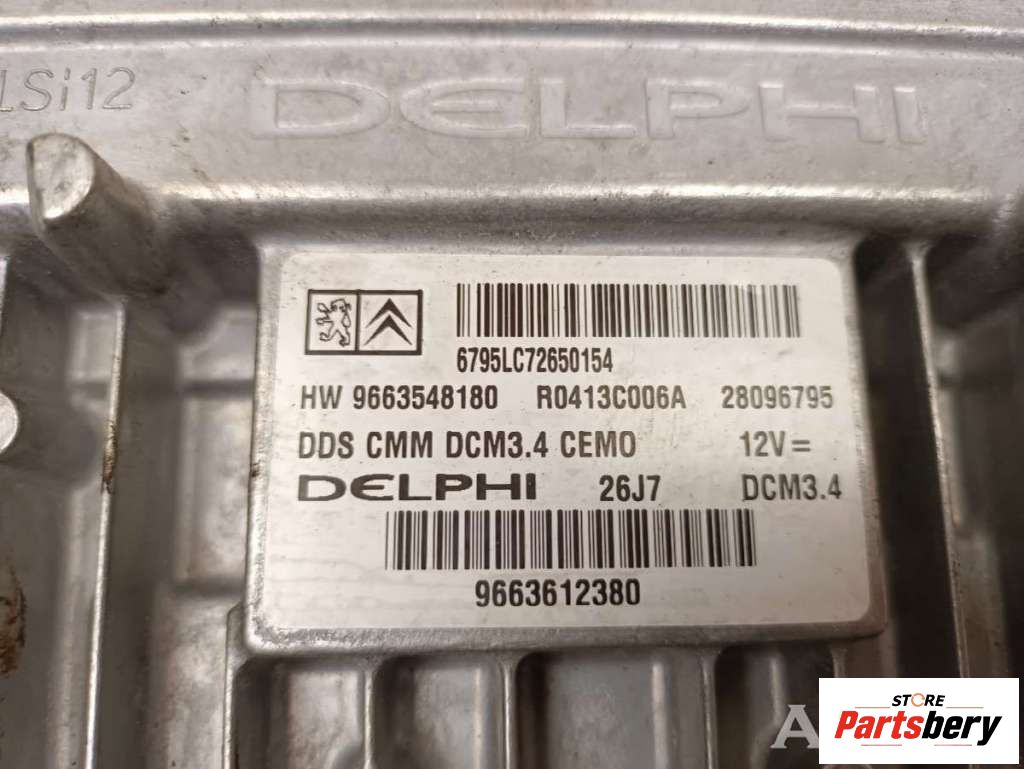 LSi12
DELPHI
6795LC72650154
HW 9663548180 R0413C006A 28096795
DDS CMM DCM3.4 CEMO 12V =
DELPHI 26J7 DCM3.4
9663612380
A
STORE
Partsbery